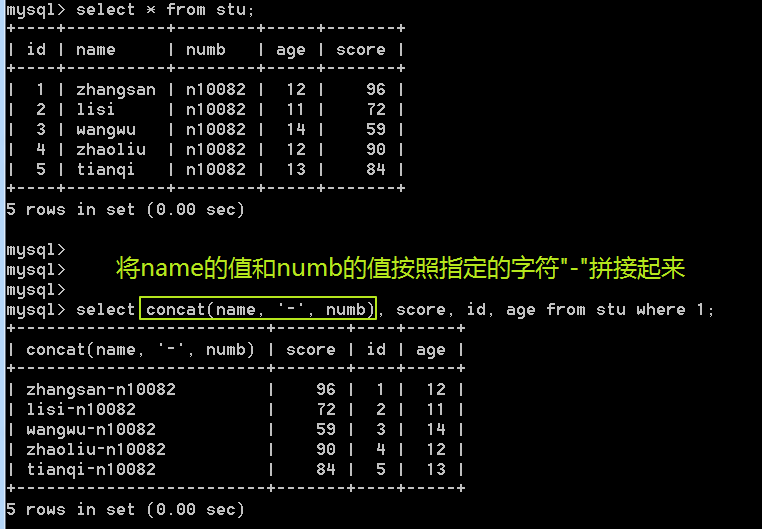 mysql> select * from stu;
+----+----------+--------+-----+-------+
| id | name     | numb   | age | score |
+----+----------+--------+-----+-------+
|  1 | zhangsan | n10082 |  12 |    96 |
|  2 | lisi     | n10082 |  11 |    72 |
|  3 | wangwu   | n10082 |  14 |    59 |
|  4 | zhaoliu  | n10082 |  12 |    90 |
|  5 | tianqi   | n10082 |  13 |    84 |
+----+----------+--------+-----+-------+
5 rows in set (0.00 sec)
mysql>
mysql> 将name的值和numb的值按照指定的字符"-"拼接起来
mysql>
mysql> select concat(name, '-', numb), score, id, age from stu where 1;
+-------------------------+-------+----+-----+
| concat(name, '-', numb) | score | id | age |
+-------------------------+-------+----+-----+
| zhangsan-n10082         |    96 |  1 |  12 |
| lisi-n10082             |    72 |  2 |  11 |
| wangwu-n10082           |    59 |  3 |  14 |
| zhaoliu-n10082          |    90 |  4 |  12 |
| tianqi-n10082           |    84 |  5 |  13 |
+-------------------------+-------+----+-----+
5 rows in set (0.00 sec)